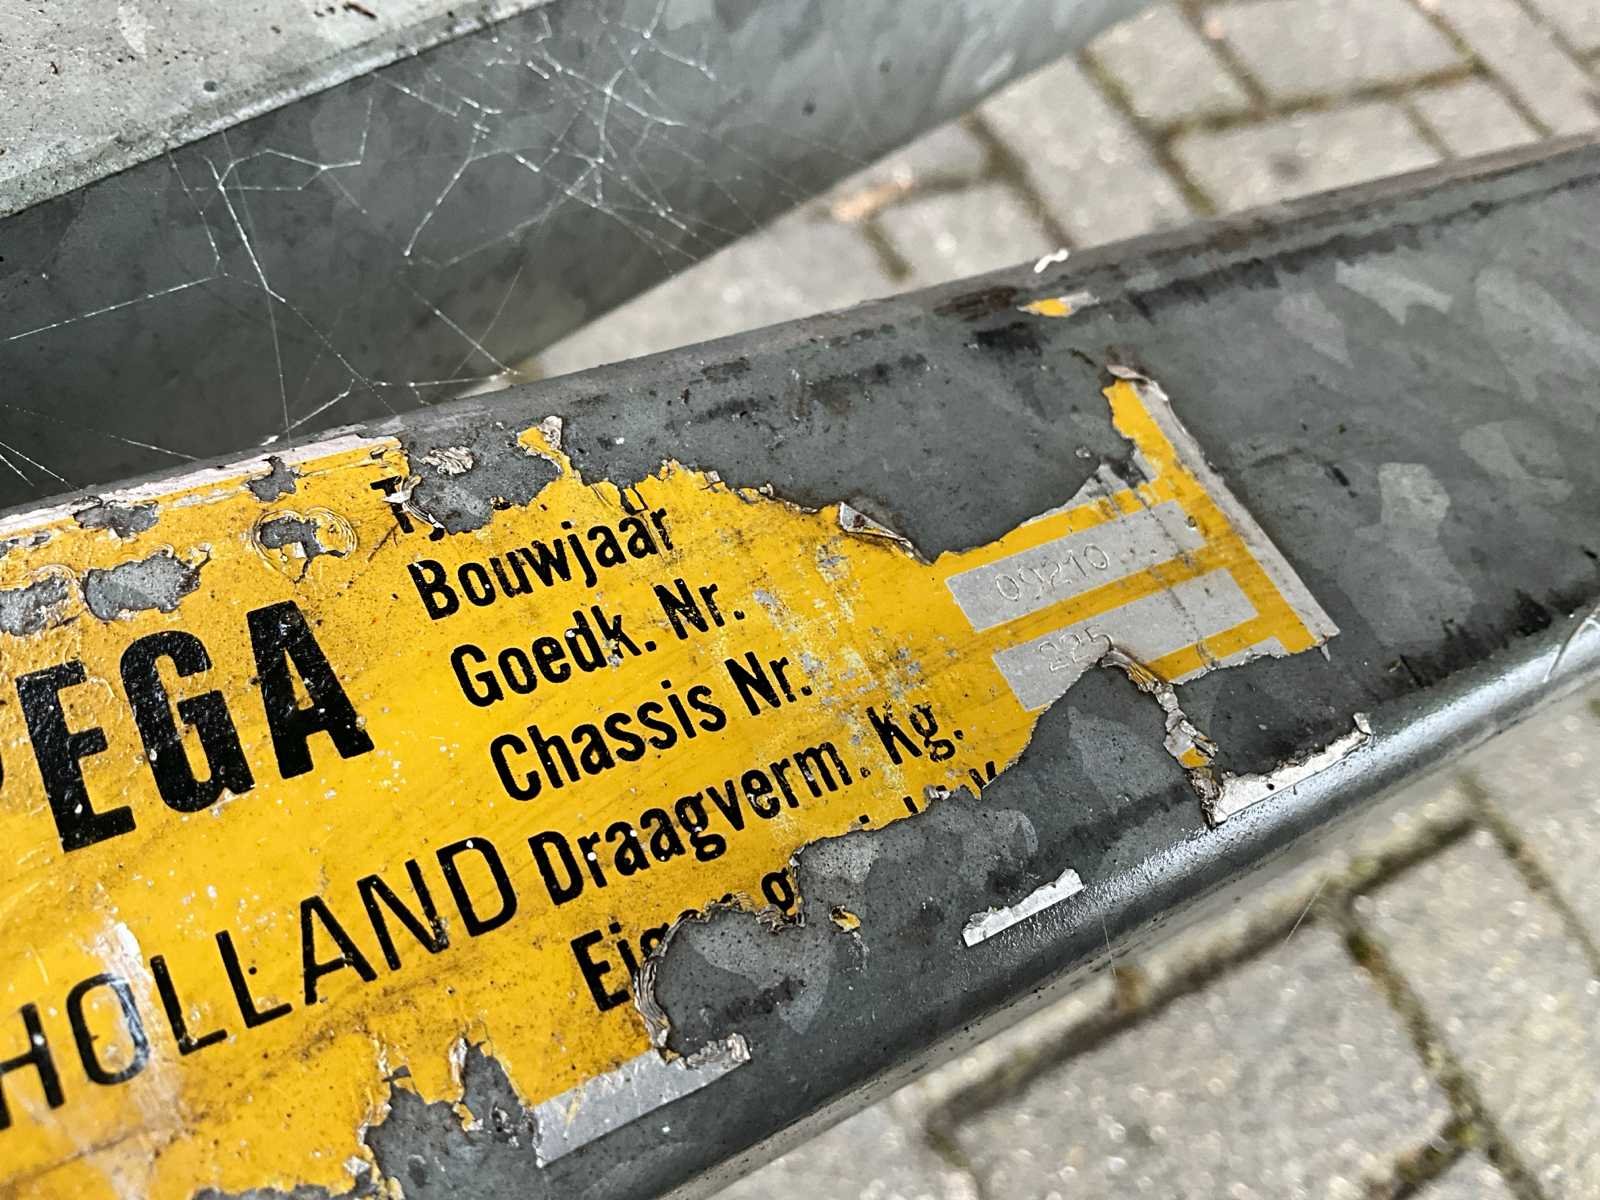 Bouwjaar
Goedk. Nr.
Chassis Nr. 09210
Draagverm. Kg. 225
EGA
HOLLAND